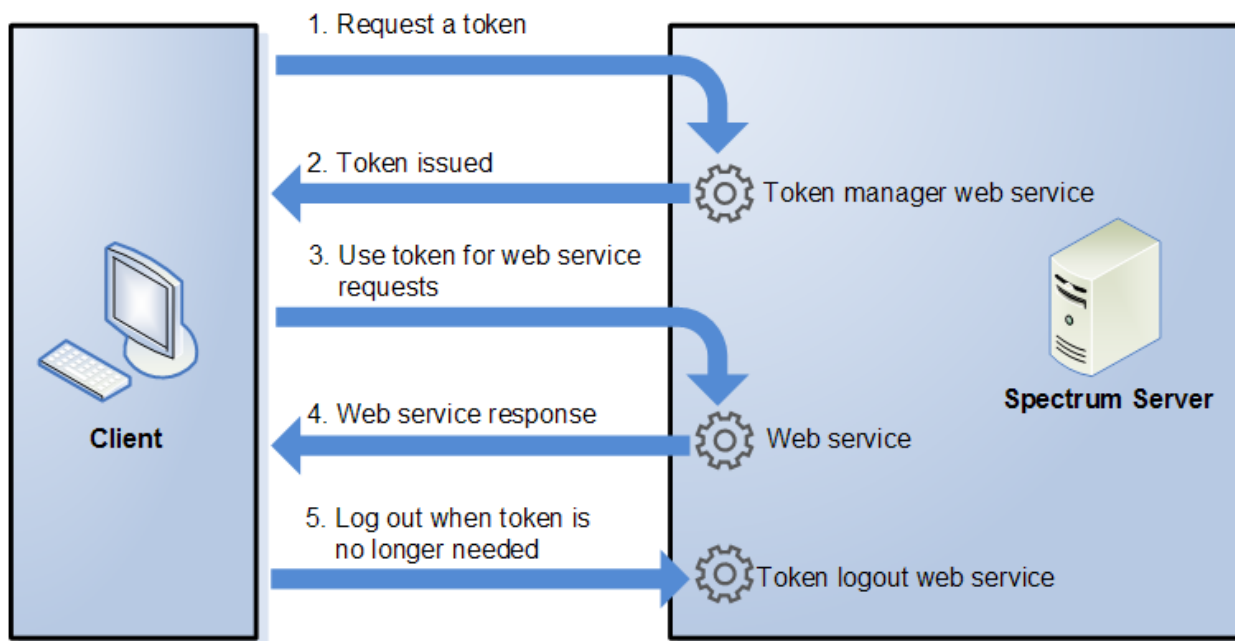 1. Request a token
2. Token issued
Token manager web service
3. Use token for web service
requests
Spectrum Server
4. Web service response
Client
Web service
5. Log out when token is
no longer needed
Token logout web service